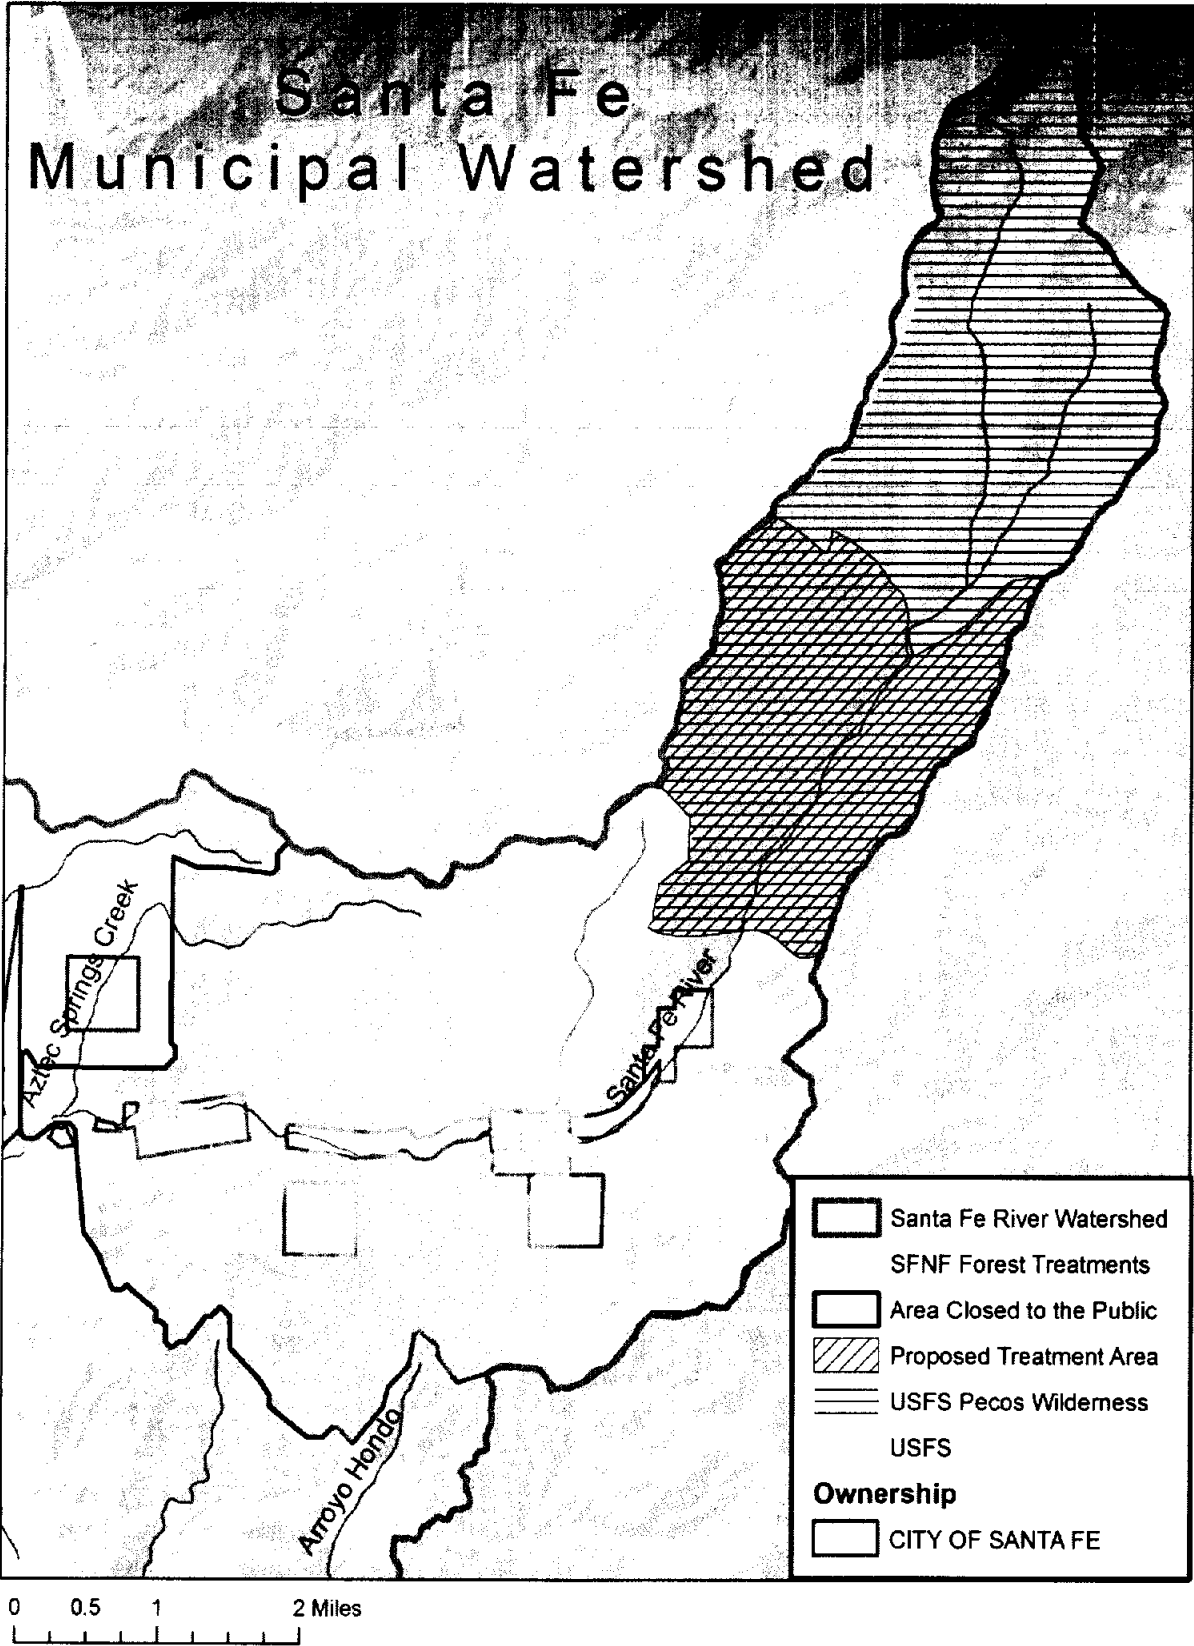 Santa Fe
Municipal Watershed
Aztec Springs Creek
Santa Fe River
Arroyo Hondo
Santa Fe River Watershed
SFNF Forest Treatments
Area Closed to the Public
Proposed Treatment Area
USFS Pecos Wilderness
USFS
Ownership
CITY OF SANTA FE
0 0.5 1 2 Miles